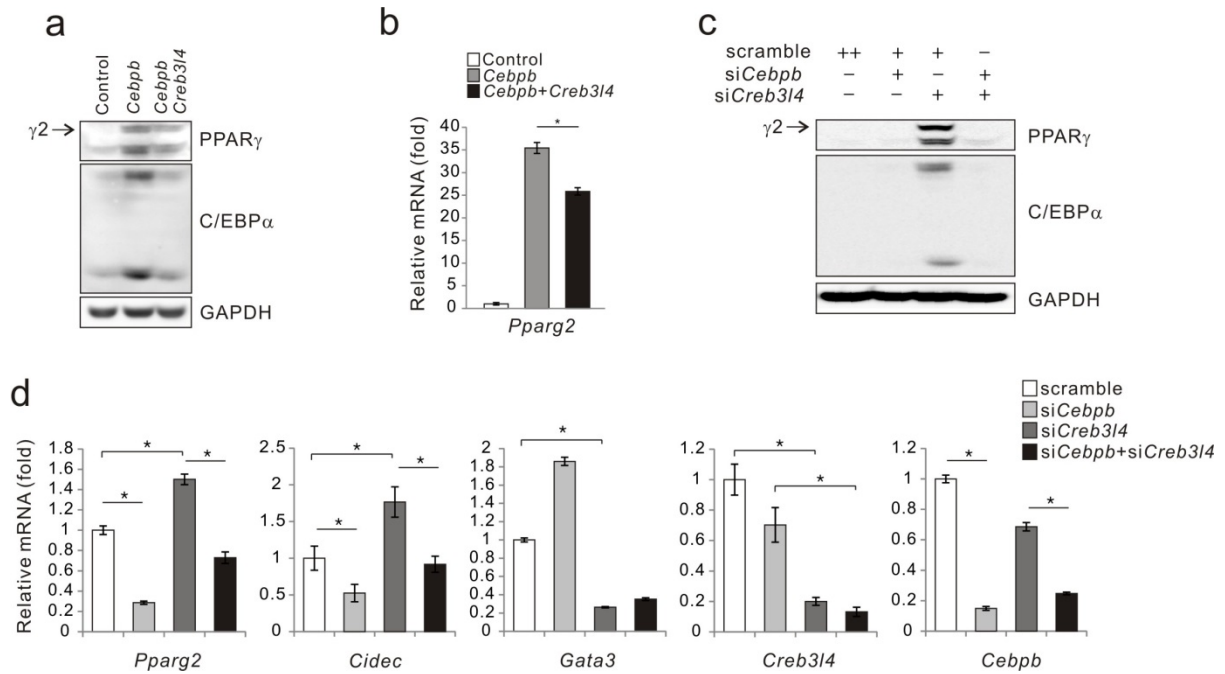 a
Control
Cebpb
Cebpb
Creb3l4
γ2
PPARγ
C/EBPα
GAPDH
b
Control
Cebpb
Cebpb+Creb3l4
Relative mRNA (fold)
40
35
30
25
20
15
10
5
0
*
Pparg2
c
scramble ++ + + −
siCebpb − + − +
siCreb3l4 − − + +
γ2
PPARγ
C/EBPα
GAPDH
d
scramble
siCebpb
siCreb3l4
siCebpb+siCreb3l4
Relative mRNA (fold)
1.8
1.6
1.4
1.2
1
0.8
0.6
0.4
0.2
0
* * *
Pparg2
2.5
2
1.5
1
0.5
0
* * *
Cidec
2
1.8
1.6
1.4
1.2
1
0.8
0.6
0.4
0.2
0
*
Gata3
1.2
1
0.8
0.6
0.4
0.2
0
* *
Creb3l4
1.2
1
0.8
0.6
0.4
0.2
0
* *
Cebpb